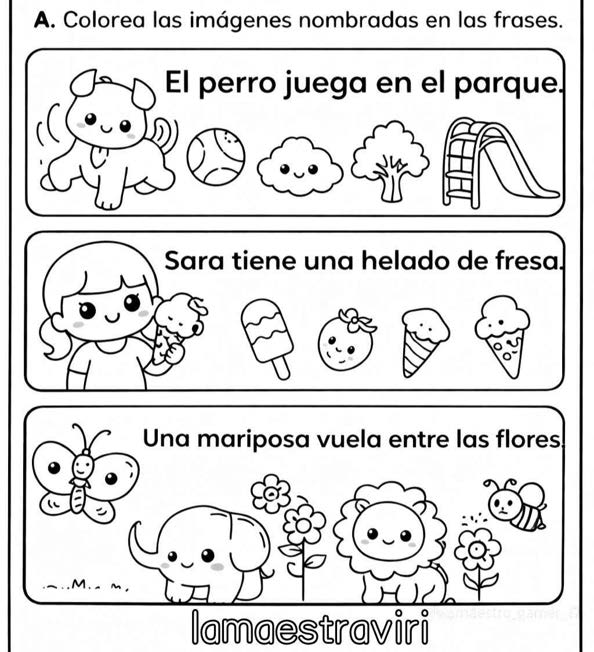 A. Colorea las imágenes nombradas en las frases.
El perro juega en el parque.
Sara tiene una helado de fresa.
Una mariposa vuela entre las flores.
lamaestraviri